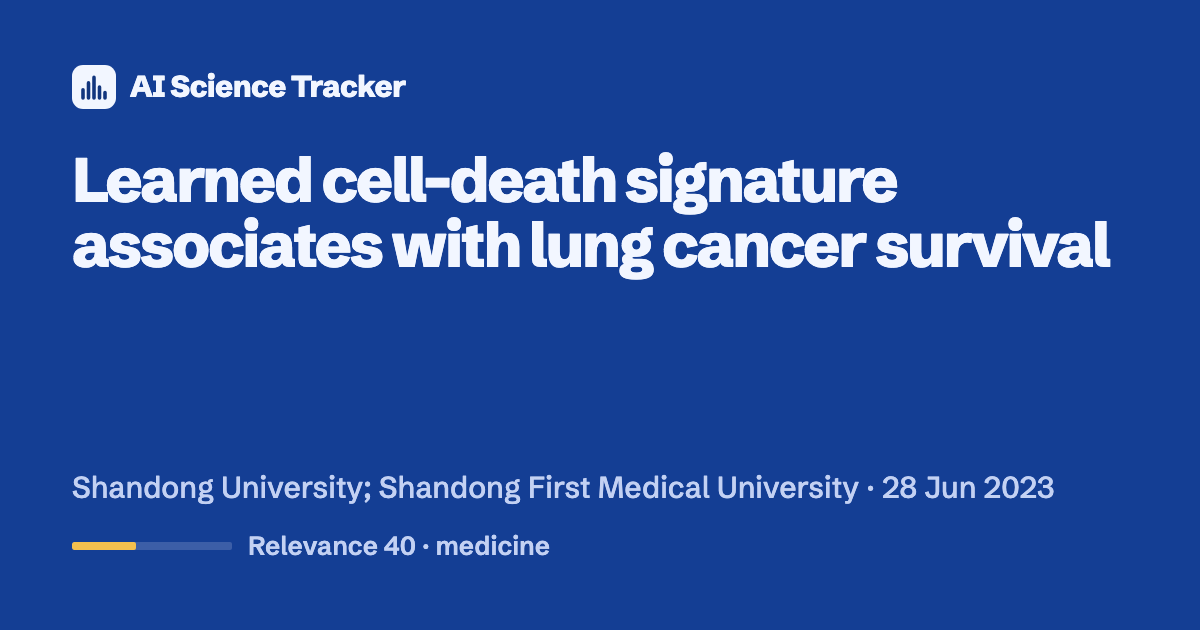 AI Science Tracker
Learned cell-death signature
associates with lung cancer survival
Shandong University; Shandong First Medical University · 28 Jun 2023
Relevance 40 · medicine